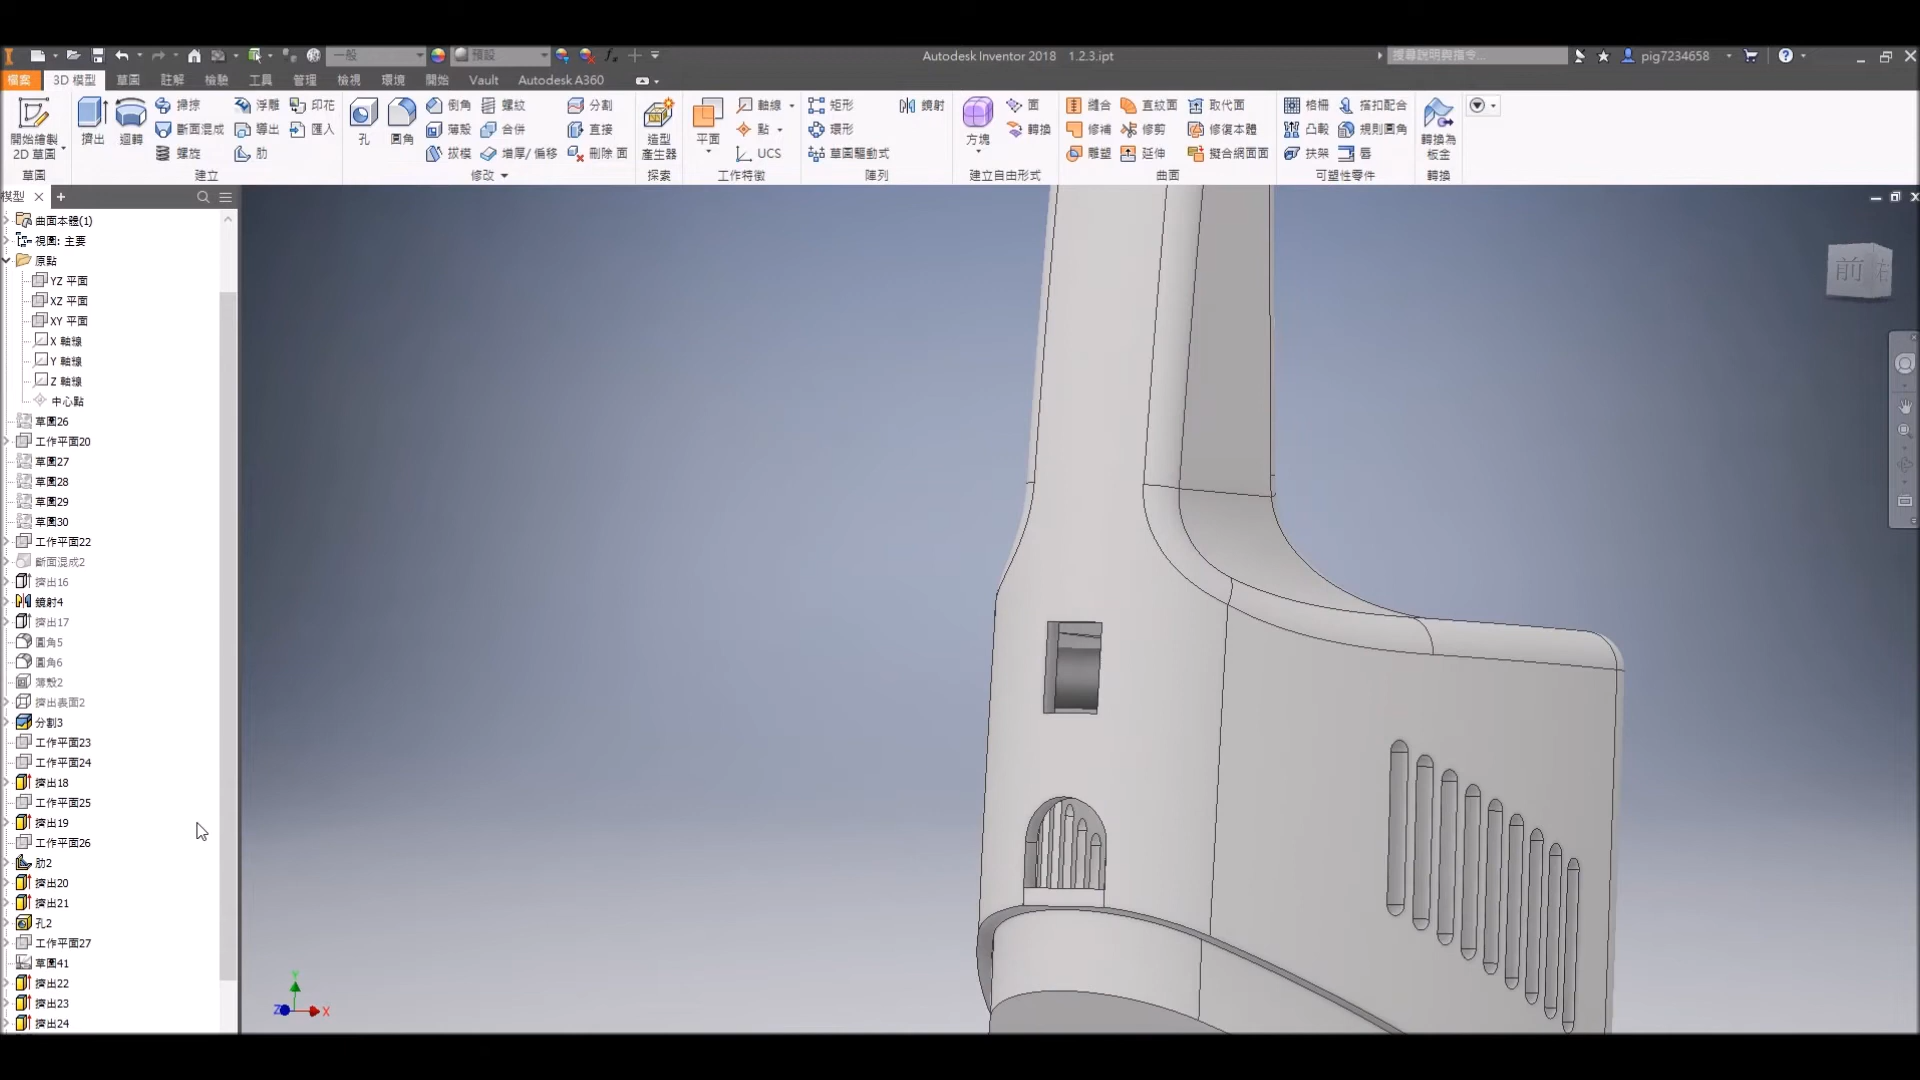 一般
預設
Autodesk Inventor 2018 1.2.3.ipt
搜尋說明與指令...
pig7234658
檔案 3D 模型 草圖 註解 檢驗 工具 管理 檢視 環境 開始 Vault Autodesk A360
開始繪製
2D 草圖
草圖
擠出
迴轉
掃掠
斷面混成
螺旋
浮雕
導出
肋
印花
匯入
建立
孔
圓角
倒角
薄殼
拔模
螺紋
合併
增厚/ 偏移
分割
直接
刪除 面
修改
造型
產生器
探索
平面
軸線
點
UCS
工作特徵
矩形
環形
草圖驅動式
鏡射
陣列
方塊
面
轉換
建立自由形式
縫合
修補
雕塑
直紋面
修剪
延伸
取代面
修復本體
擬合網面面
曲面
格柵
凸轂
扶架
搭扣配合
規則圓角
唇
可塑性零件
轉換為
板金
轉換
模型
曲面本體(1)
視圖: 主要
原點
YZ 平面
XZ 平面
XY 平面
X 軸線
Y 軸線
Z 軸線
中心點
草圖26
工作平面20
草圖27
草圖28
草圖29
草圖30
工作平面22
斷面混成2
擠出16
鏡射4
擠出17
圓角5
圓角6
薄殼2
擠出表面2
分割3
工作平面23
工作平面24
擠出18
工作平面25
擠出19
工作平面26
肋2
擠出20
擠出21
孔2
工作平面27
草圖41
擠出22
擠出23
擠出24
前
右
Y
Z
X